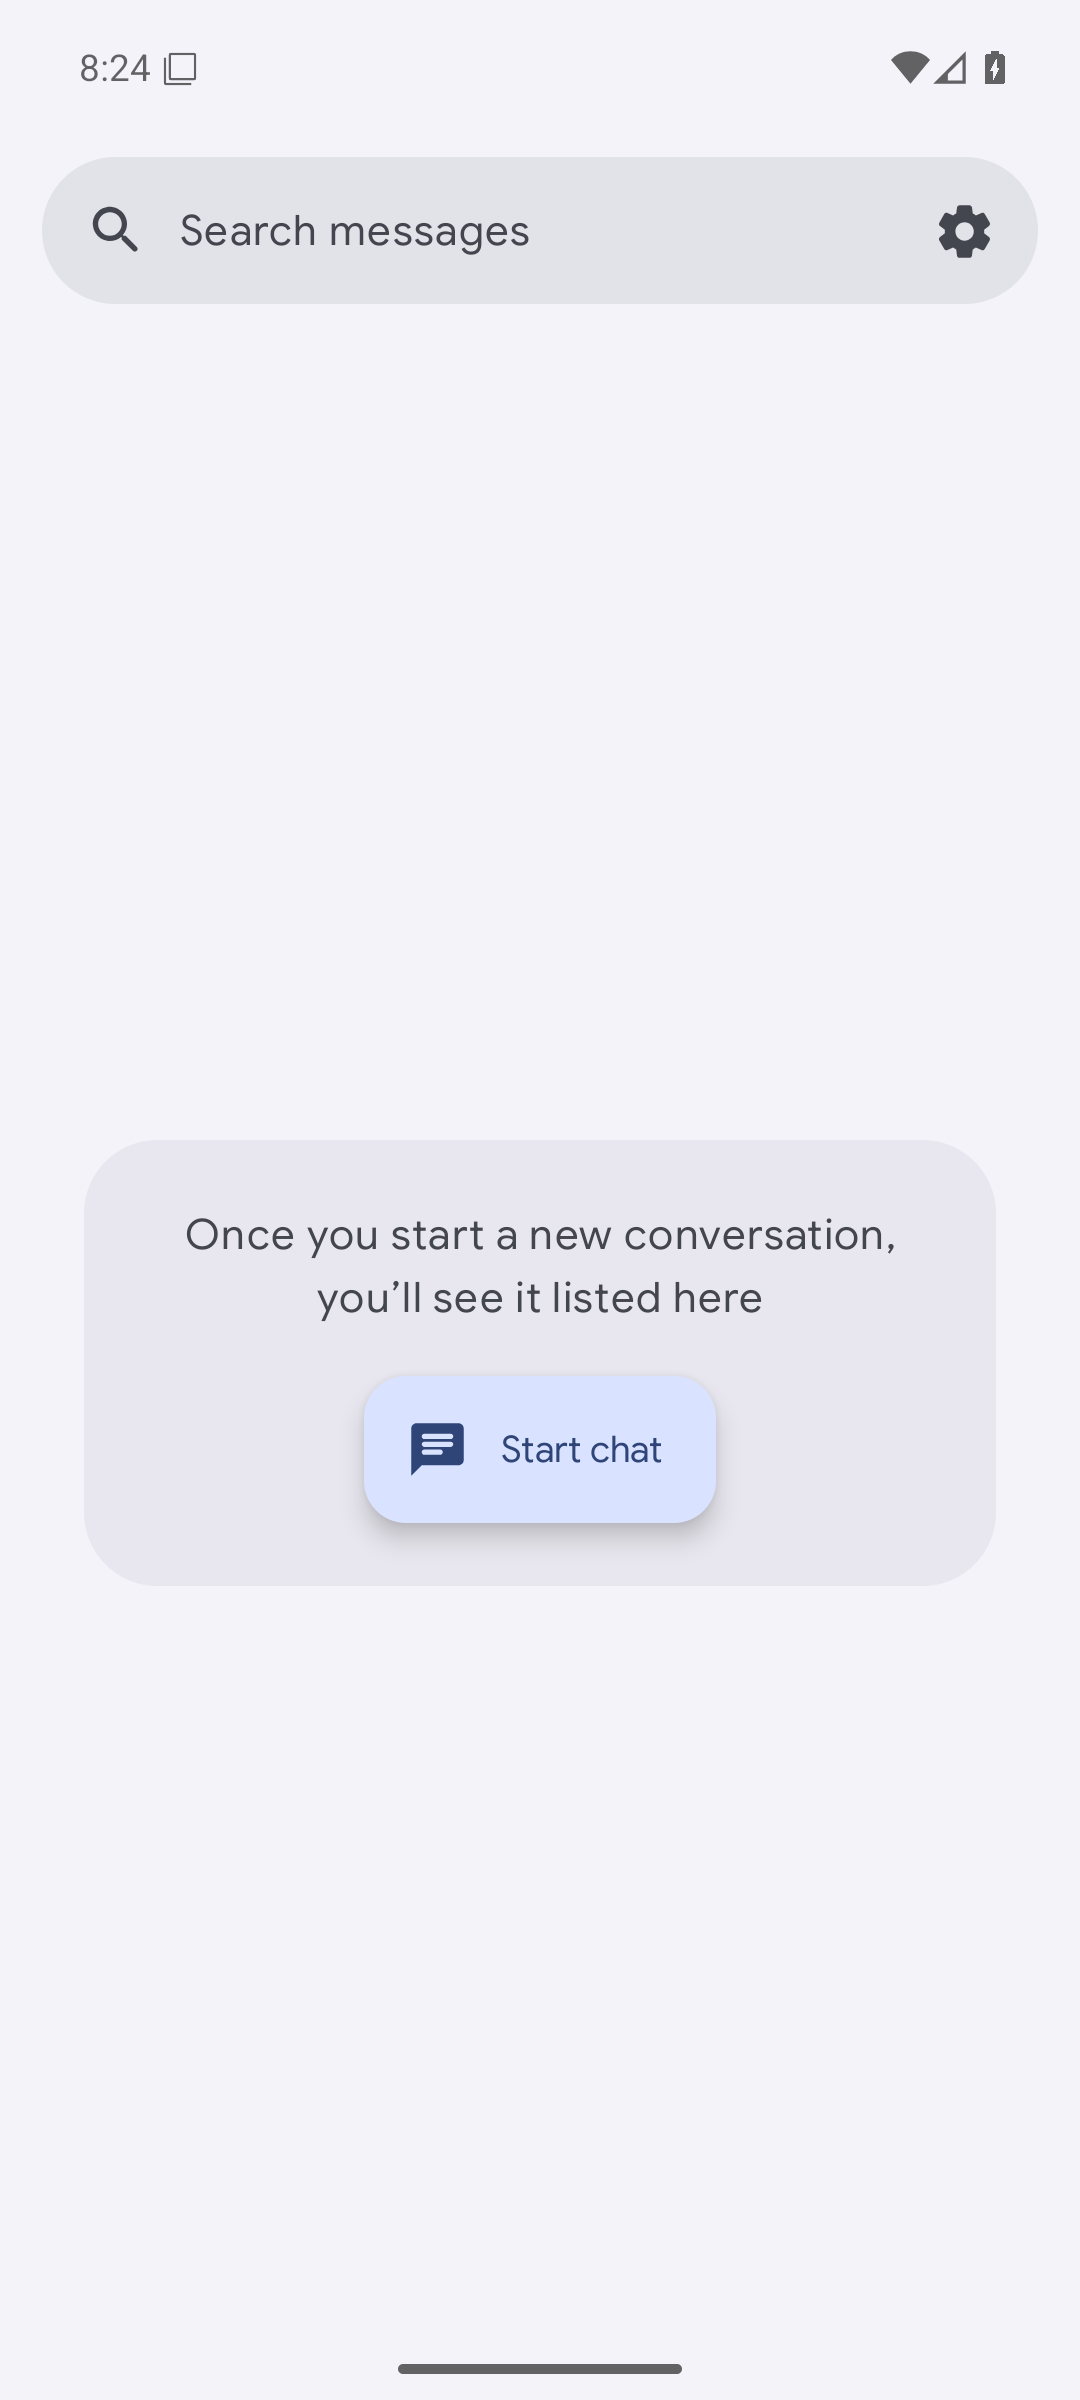 8:24
Search messages
Once you start a new conversation,
you’ll see it listed here
Start chat